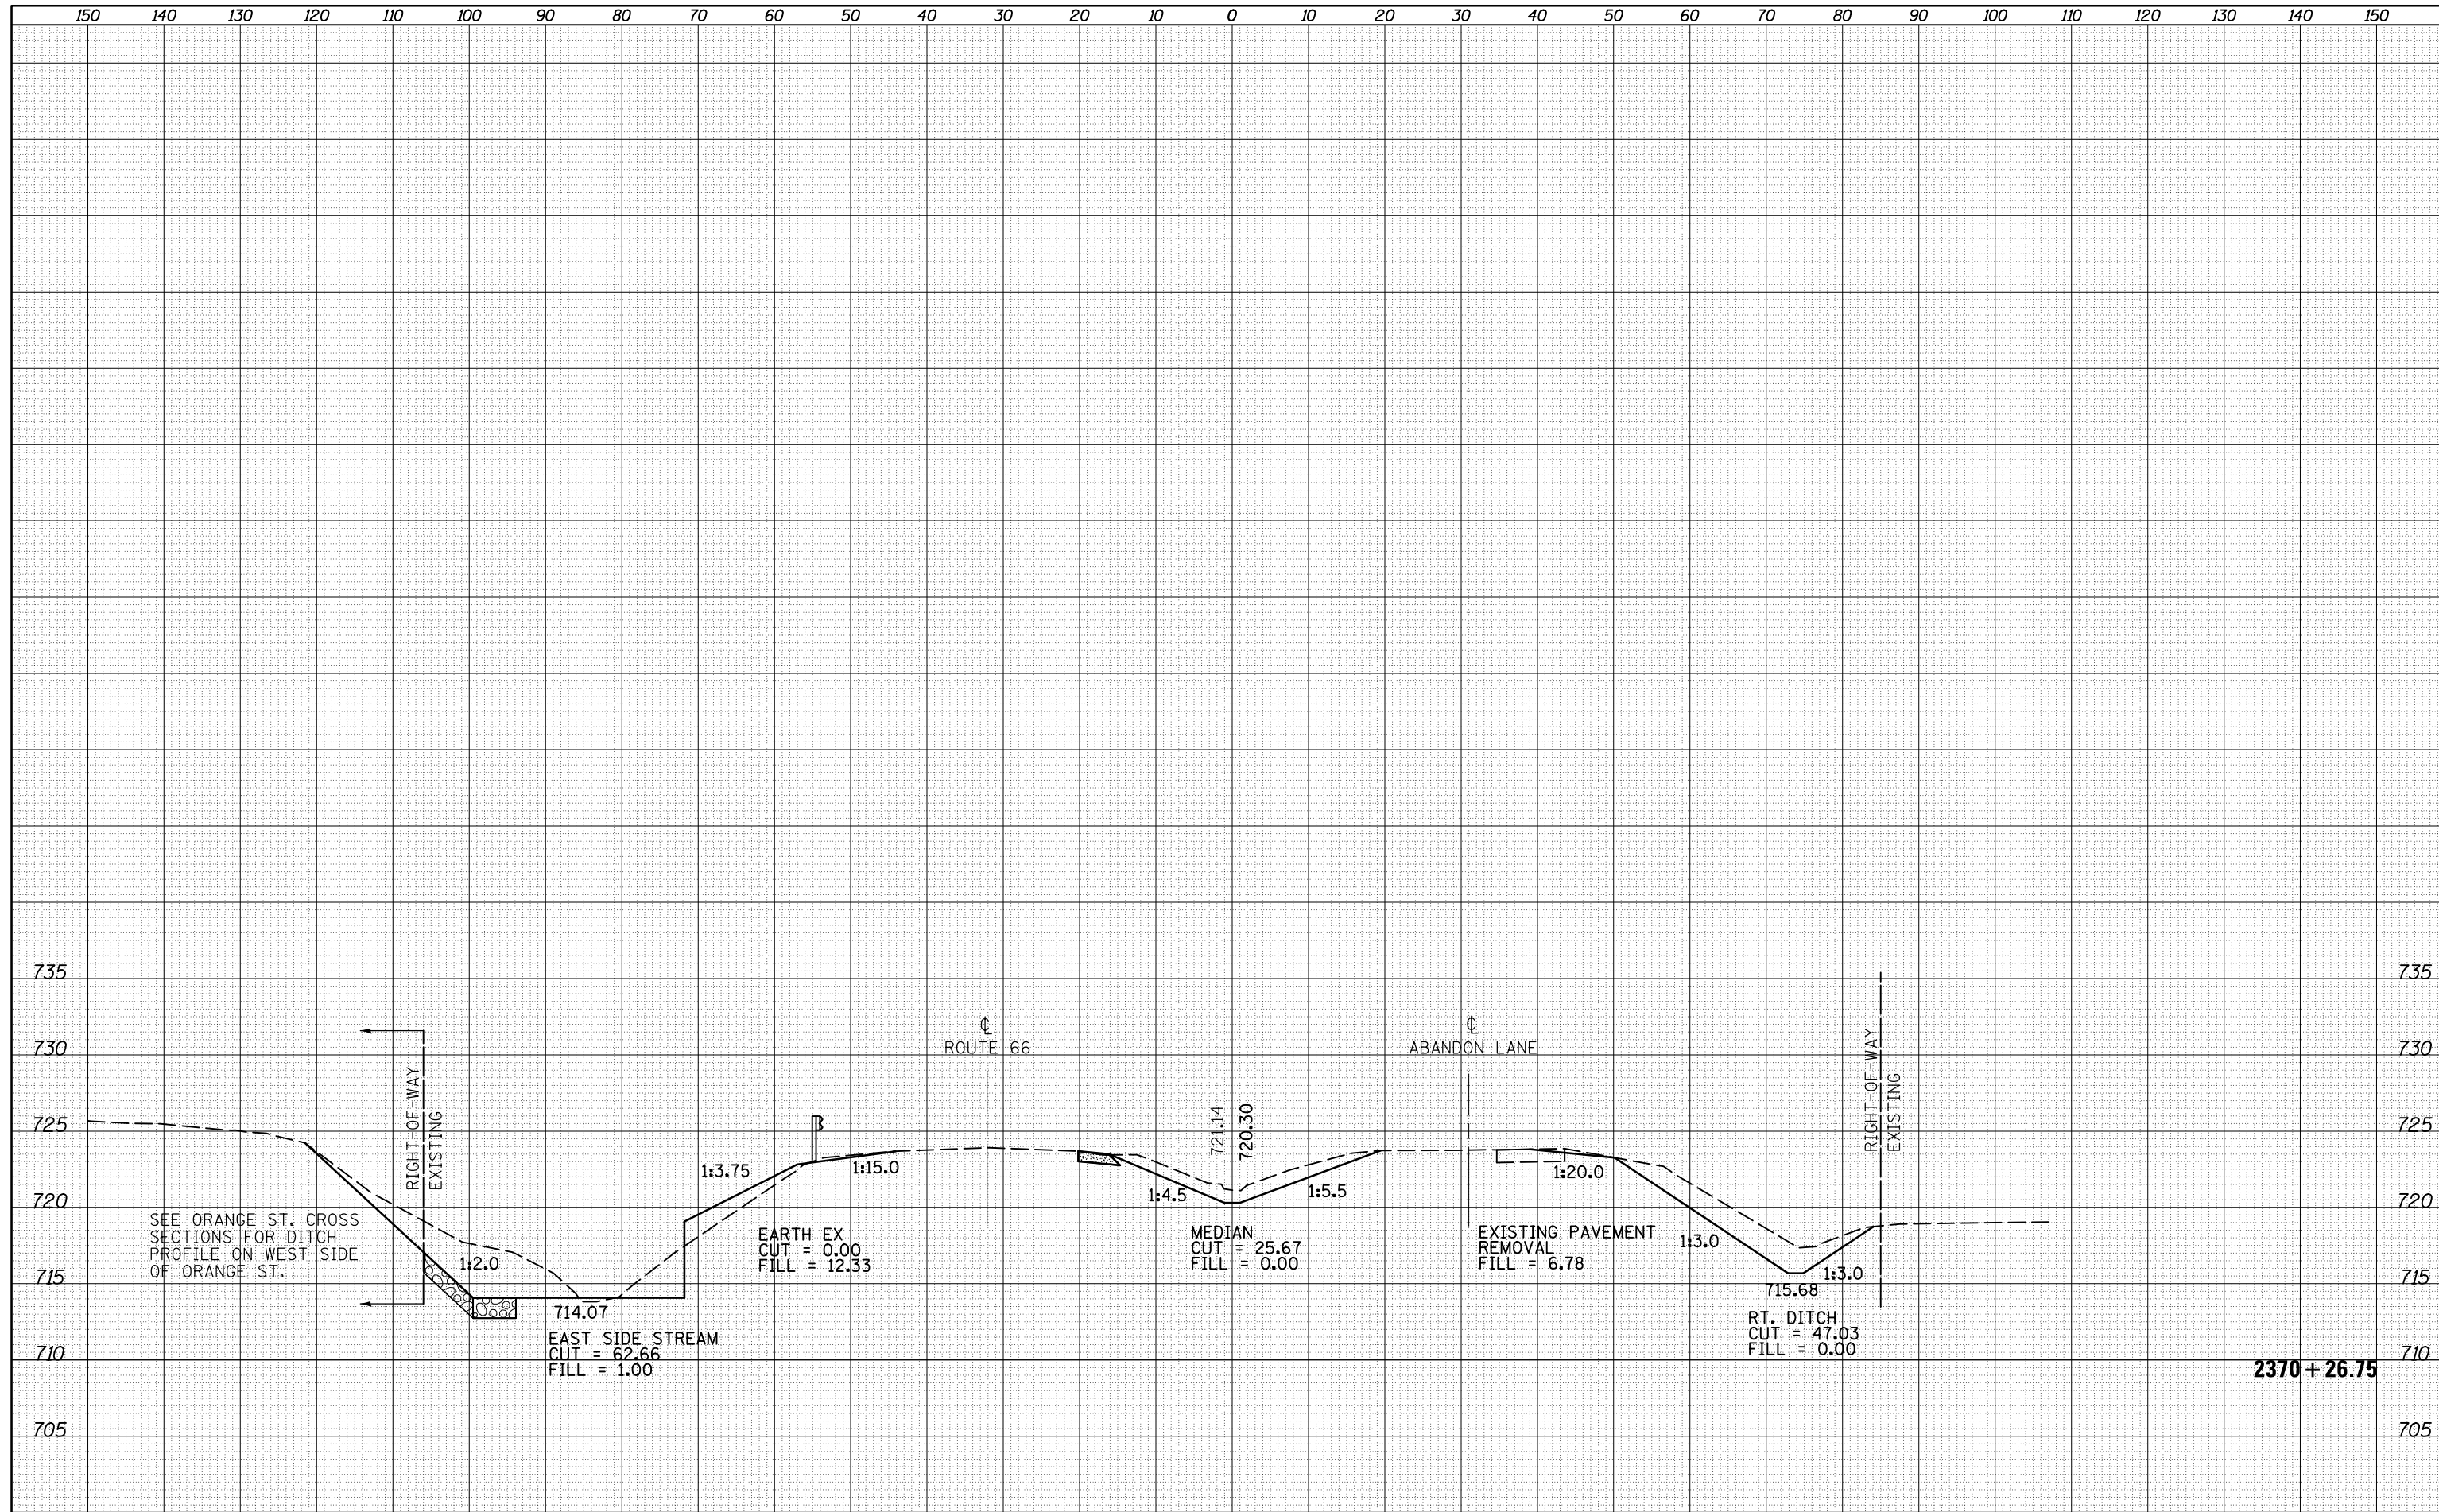 150 140 130 120 110 100 90 80 70 60 50 40 30 20 10 0 10 20 30 40 50 60 70 80 90 100 110 120 130 140 150
735 735
730 730
725 725
720 720
715 715
710 710
705 705
SEE ORANGE ST. CROSS
SECTIONS FOR DITCH
PROFILE ON WEST SIDE
OF ORANGE ST.
RIGHT-OF-WAY
EXISTING
1:2.0
714.07
EAST SIDE STREAM
CUT = 62.66
FILL = 1.00
1:3.75
1:15.0
EARTH EX
CUT = 0.00
FILL = 12.33
℄
ROUTE 66
1:4.5
721.14
720.30
1:5.5
MEDIAN
CUT = 25.67
FILL = 0.00
℄
ABANDON LANE
1:20.0
EXISTING PAVEMENT
REMOVAL
FILL = 6.78
1:3.0
715.68
1:3.0
RT. DITCH
CUT = 47.03
FILL = 0.00
RIGHT-OF-WAY
EXISTING
2370+26.75